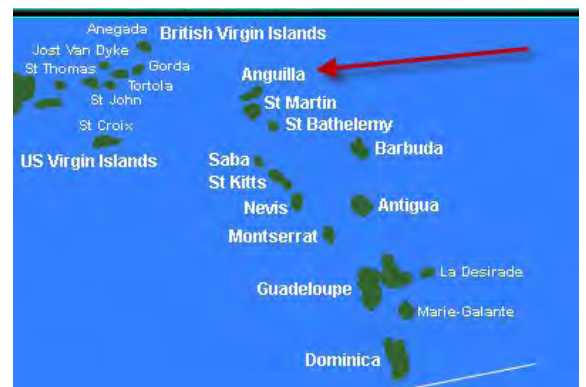 Anegada
British Virgin Islands
Jost Van Dyke
St Thomas
Gorda
Tortola
St John
St Croix
US Virgin Islands
Anguilla
St Martin
St Bathelemy
Barbuda
Saba
St Kitts
Nevis
Antigua
Montserrat
La Desirade
Guadeloupe
Marie-Galante
Dominica